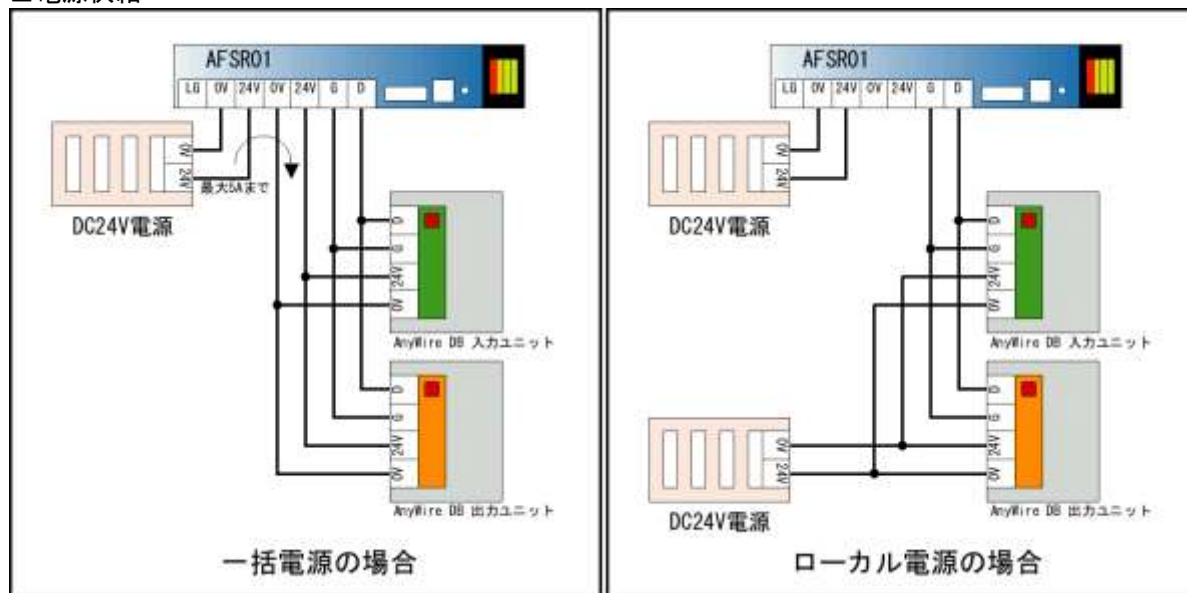 AFSR01
LG 0V 24V 0V 24V G D
0V
24V
最大5Aまで
DC24V電源
D
G
24V
0V
AnyWire DB 入力ユニット
D
G
24V
0V
AnyWire DB 出力ユニット
一括電源の場合
AFSR01
LG 0V 24V 0V 24V G D
0V
24V
DC24V電源
D
G
24V
0V
AnyWire DB 入力ユニット
0V
24V
DC24V電源
D
G
24V
0V
AnyWire DB 出力ユニット
ローカル電源の場合